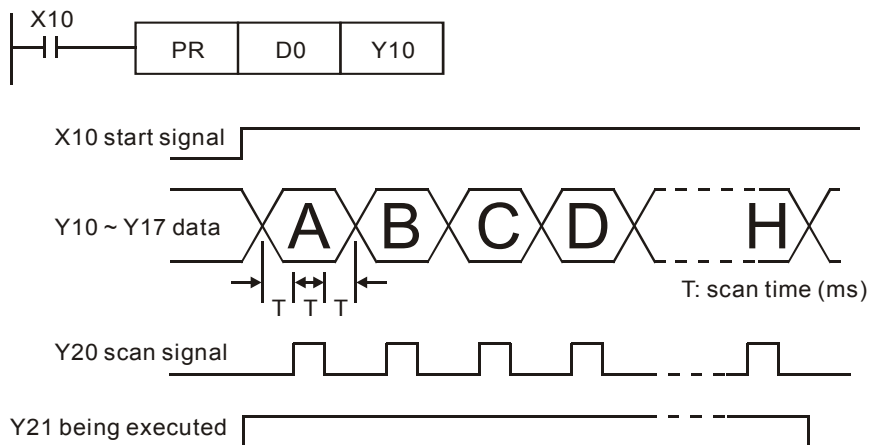 X10
PR D0 Y10
X10 start signal
Y10 ~ Y17 data A B C D H
T T T
T: scan time (ms)
Y20 scan signal
Y21 being executed